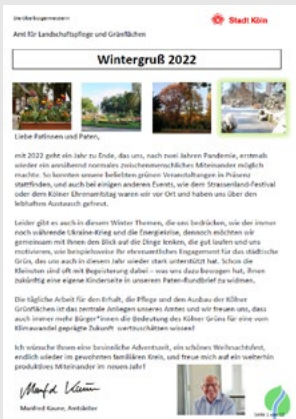 Die Oberbürgermeisterin
Stadt Köln
Amt für Landschaftspflege und Grünflächen
Wintergruß 2022
Liebe Patinnen und Paten,
mit 2022 geht ein Jahr zu Ende, das uns, nach zwei Jahren Pandemie, erstmals
wieder ein annähernd normales zwischenmenschliches Miteinander möglich
machte. So konnten unsere beliebten grünen Veranstaltungen in Präsenz
stattfinden, und auch bei einigen anderen Events, wie dem Strassenland-Festival
oder dem Kölner Ehrenamtstag waren wir vor Ort und haben uns über den
lebhaften Austausch gefreut.
Leider gibt es auch in diesem Winter Themen, die uns bedrücken, wie der immer
noch währende Ukraine-Krieg und die Energiekrise, dennoch möchten wir
gemeinsam mit Ihnen den Blick auf die Dinge lenken, die gut laufen und uns
motivieren, wie beispielsweise Ihr ehrenamtliches Engagement für das städtische
Grün, das uns auch in diesem Jahr wieder stark unterstützt hat. Schon die
Kleinsten sind oft mit Begeisterung dabei – was uns dazu bewogen hat, ihnen
zukünftig eine eigene Kinderseite in unserem Paten-Rundbrief zu widmen.
Die tägliche Arbeit für den Erhalt, die Pflege und den Ausbau der Kölner
Grünflächen ist das zentrale Anliegen unseres Amtes und wir freuen uns, dass
auch immer mehr Bürger*innen die Bedeutung des Kölner Grüns für eine vom
Klimawandel geprägte Zukunft wertzuschätzen wissen!
Ich wünsche Ihnen eine besinnliche Adventszeit, ein schönes Weihnachtsfest,
endlich wieder im gewohnten familiären Kreis, und freue mich auf ein weiterhin
produktives Miteinander im neuen Jahr!
Manfred Kaune
Manfred Kaune, Amtsleiter